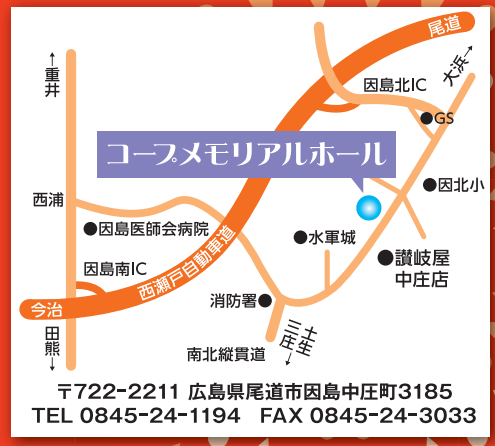 尾道
大浜→
←重井
因島北IC
●GS
コープメモリアルホール
●因北小
西浦
●因島医師会病院
●水軍城
●讃岐屋
中庄店
因島南IC
西瀬戸自動車道
今治
消防署●
田熊→
土生
三庄→
南北縦貫道
〒722-2211 広島県尾道市因島中庄町3185
TEL 0845-24-1194 FAX 0845-24-3033